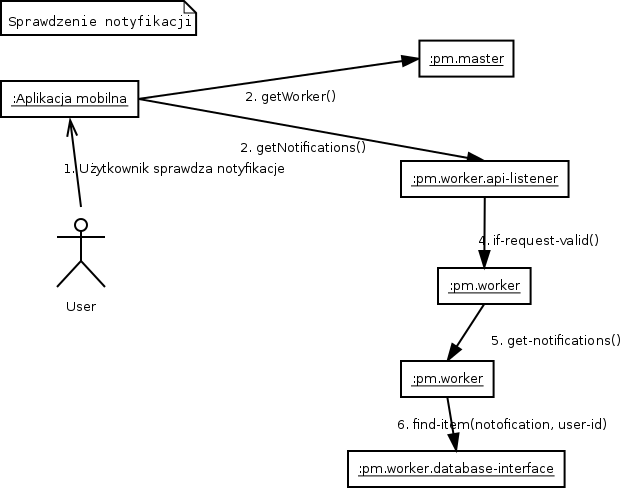 Sprawdzenie notyfikacji
:pm.master
:Aplikacja mobilna
2. getWorker()
2. getNotifications()
1. Użytkownik sprawdza notyfikacje
:pm.worker.api-listener
4. if-request-valid()
:pm.worker
User
5. get-notifications()
:pm.worker
6. find-item(notofication, user-id)
:pm.worker.database-interface